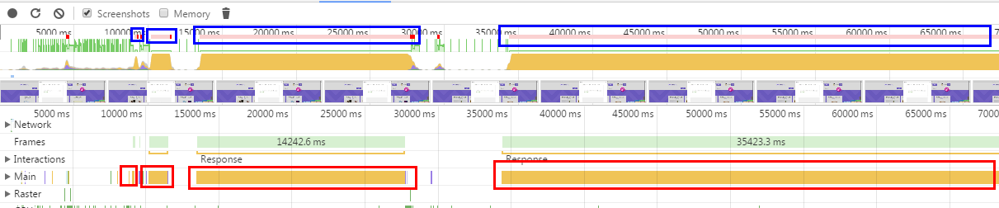 Screenshots Memory
5000 ms 10000 ms 15000 ms 20000 ms 25000 ms 30000 ms 35000 ms 40000 ms 45000 ms 50000 ms 55000 ms 60000 ms 65000 ms
5000 ms 10000 ms 15000 ms 20000 ms 25000 ms 30000 ms 35000 ms 40000 ms 45000 ms 50000 ms 55000 ms 60000 ms 65000 ms 70000
Network
Frames 14242.6 ms 35423.3 ms
Interactions Response Response
Main
Raster